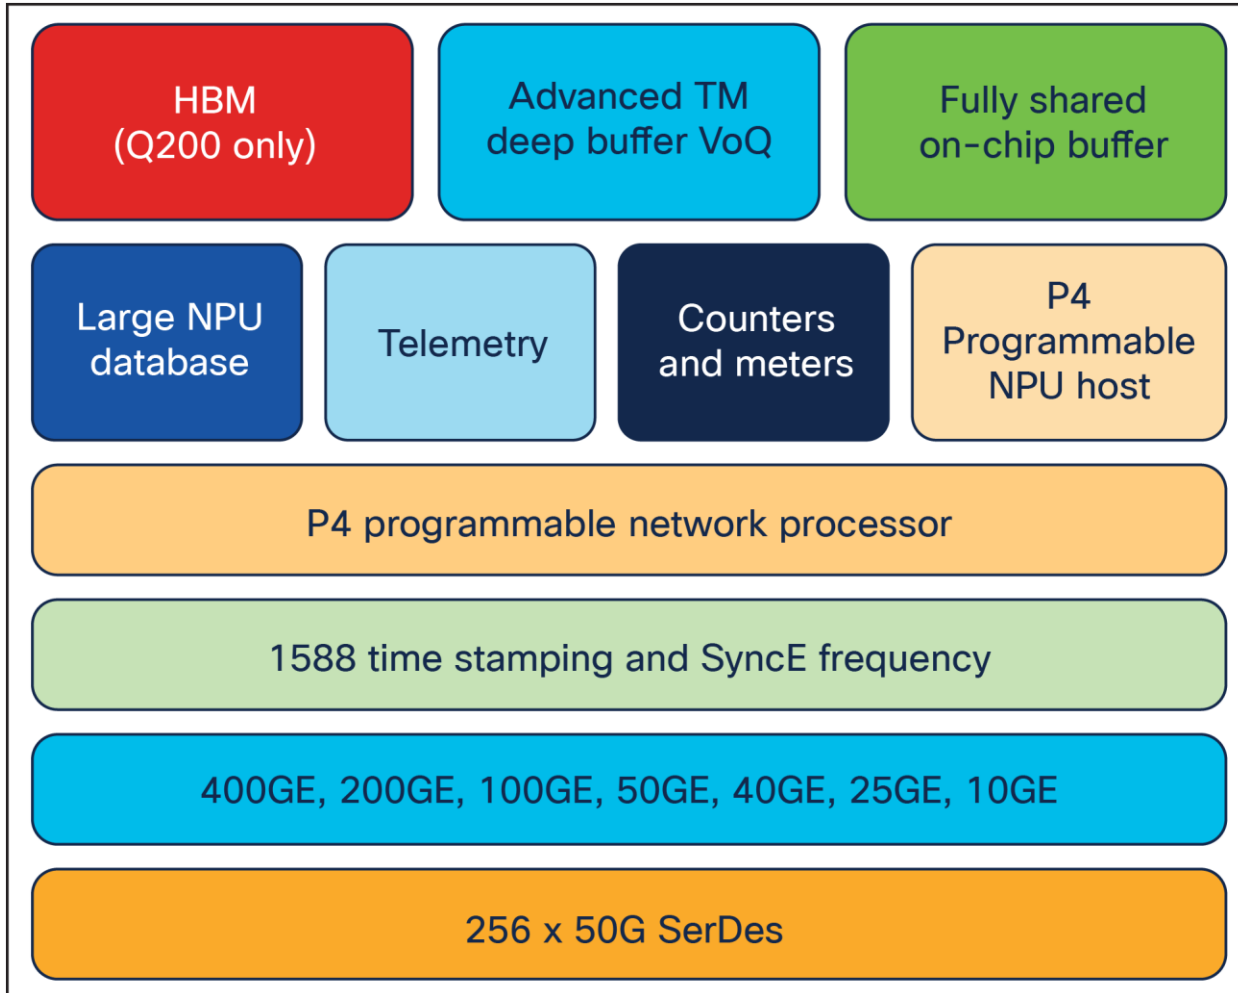 HBM
(Q200 only)
Advanced TM
deep buffer VoQ
Fully shared
on-chip buffer
Large NPU
database
Telemetry
Counters
and meters
P4
Programmable
NPU host
P4 programmable network processor
1588 time stamping and SyncE frequency
400GE, 200GE, 100GE, 50GE, 40GE, 25GE, 10GE
256 x 50G SerDes